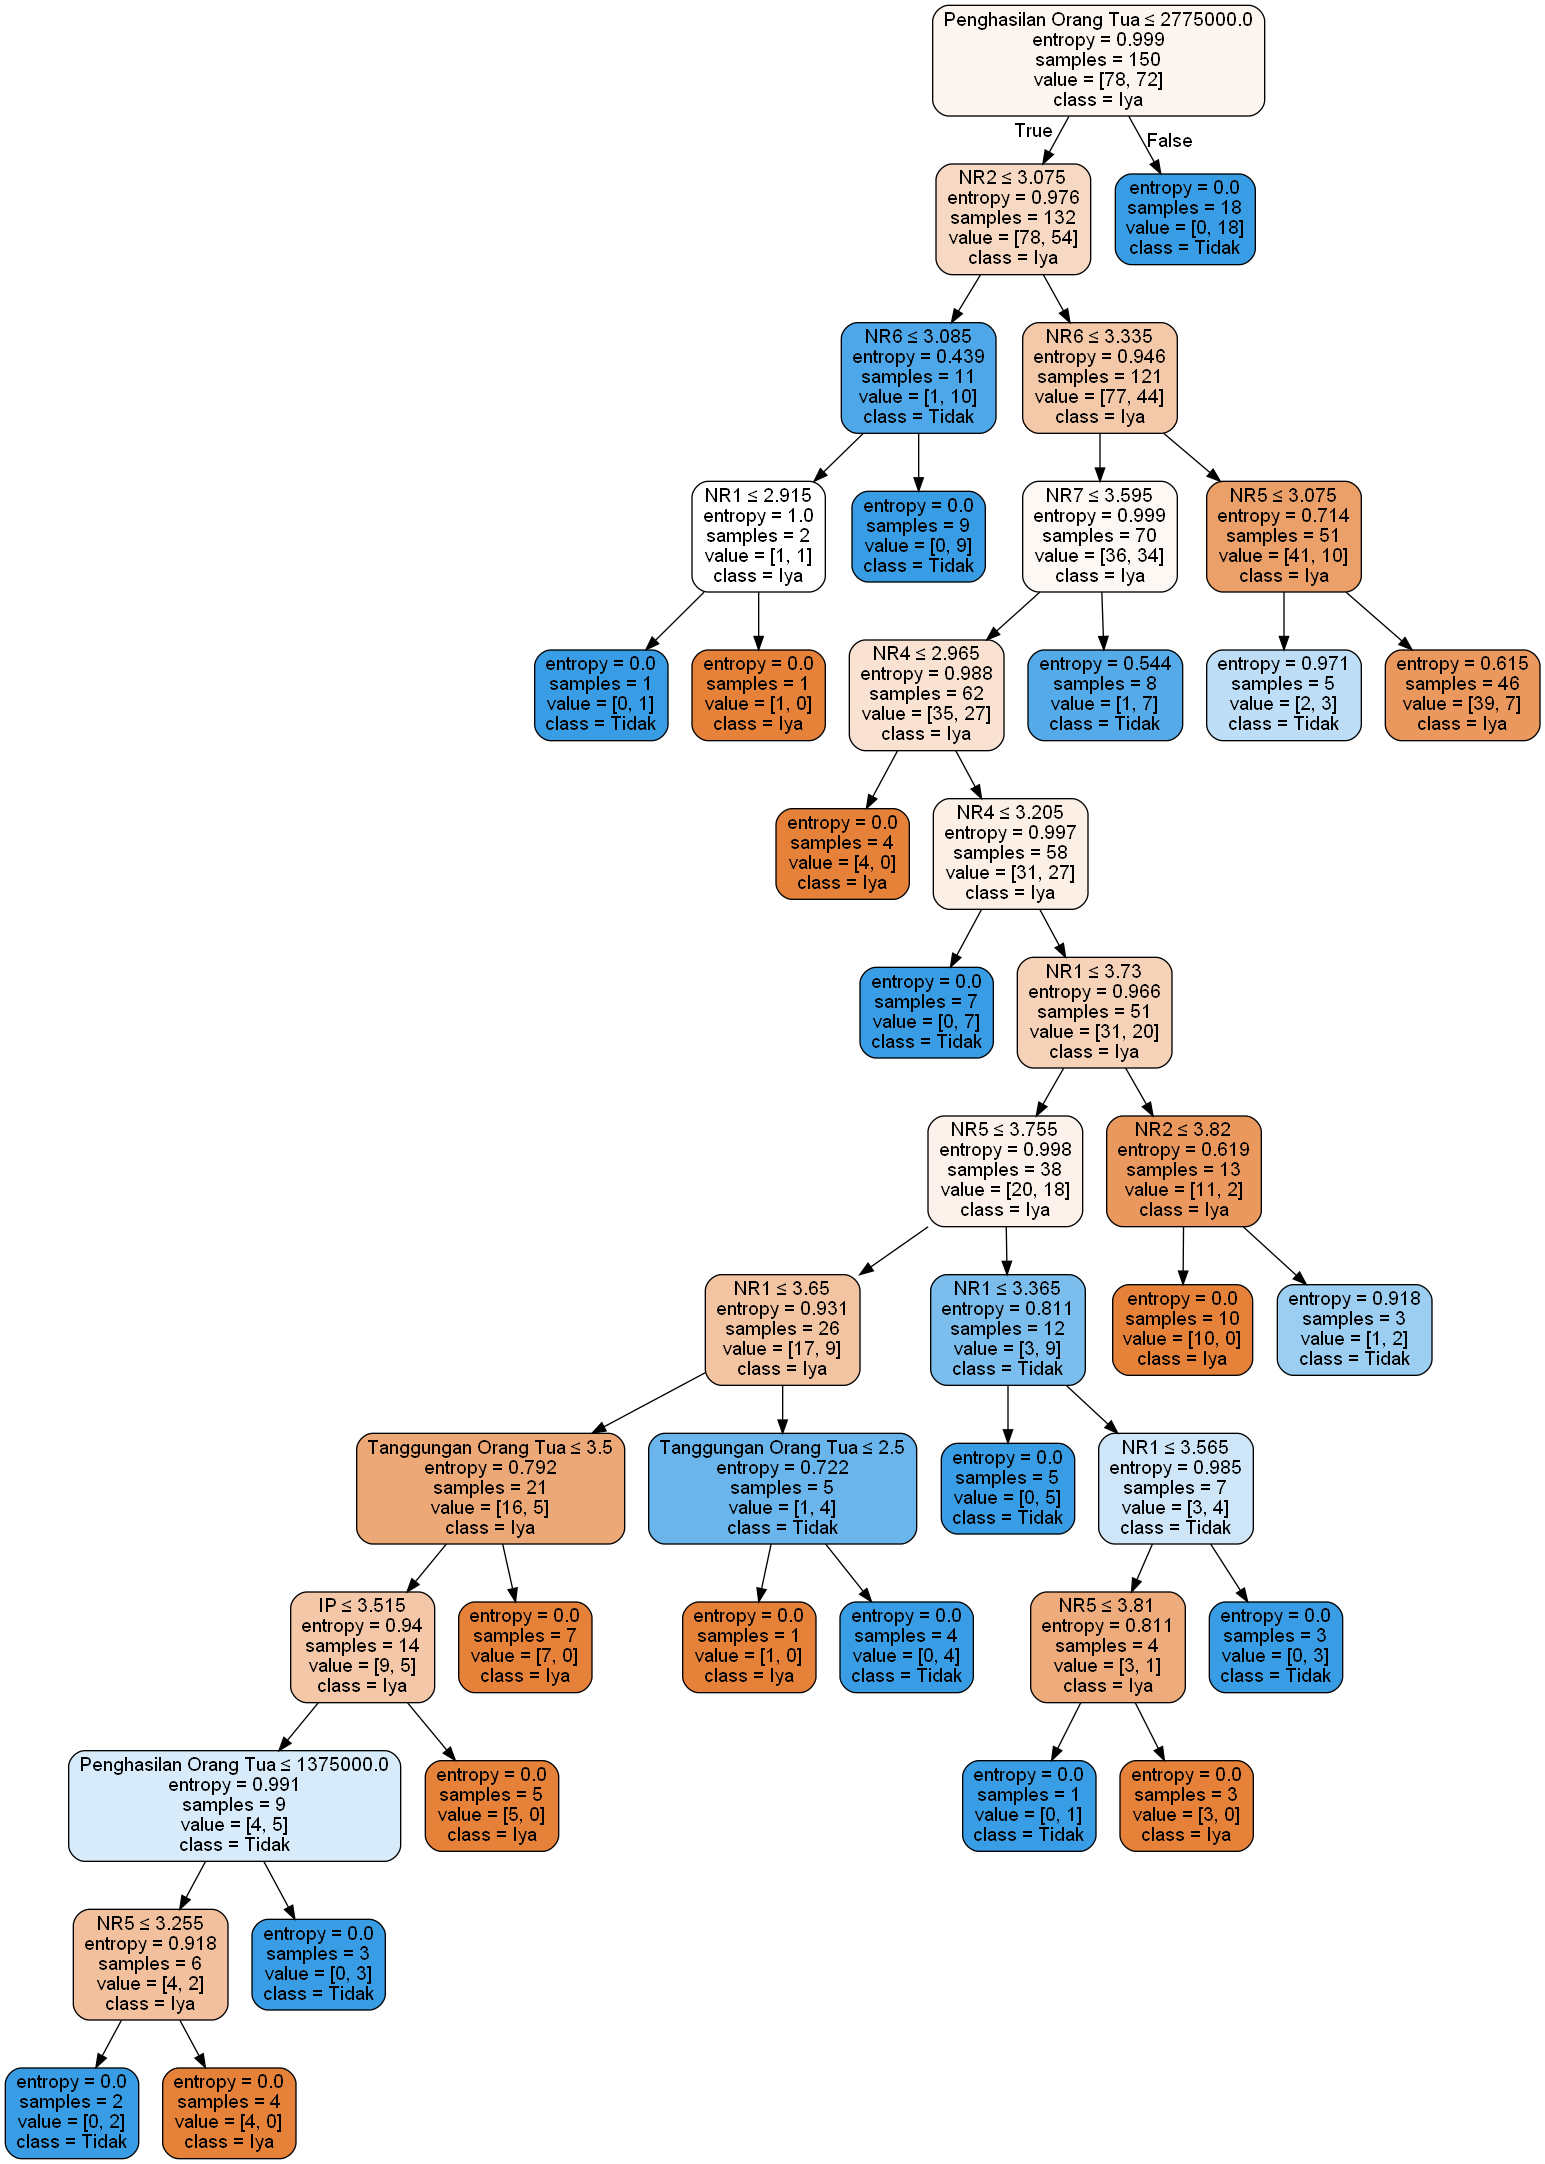 Penghasilan Orang Tua ≤ 2775000.0
entropy = 0.999
samples = 150
value = [78, 72]
class = Iya
True
False
NR2 ≤ 3.075
entropy = 0.976
samples = 132
value = [78, 54]
class = Iya
entropy = 0.0
samples = 18
value = [0, 18]
class = Tidak
NR6 ≤ 3.085
entropy = 0.439
samples = 11
value = [1, 10]
class = Tidak
NR6 ≤ 3.335
entropy = 0.946
samples = 121
value = [77, 44]
class = Iya
NR1 ≤ 2.915
entropy = 1.0
samples = 2
value = [1, 1]
class = Iya
entropy = 0.0
samples = 9
value = [0, 9]
class = Tidak
NR7 ≤ 3.595
entropy = 0.999
samples = 70
value = [36, 34]
class = Iya
NR5 ≤ 3.075
entropy = 0.714
samples = 51
value = [41, 10]
class = Iya
entropy = 0.0
samples = 1
value = [0, 1]
class = Tidak
entropy = 0.0
samples = 1
value = [1, 0]
class = Iya
NR4 ≤ 2.965
entropy = 0.988
samples = 62
value = [35, 27]
class = Iya
entropy = 0.544
samples = 8
value = [1, 7]
class = Tidak
entropy = 0.971
samples = 5
value = [2, 3]
class = Tidak
entropy = 0.615
samples = 46
value = [39, 7]
class = Iya
entropy = 0.0
samples = 4
value = [4, 0]
class = Iya
NR4 ≤ 3.205
entropy = 0.997
samples = 58
value = [31, 27]
class = Iya
entropy = 0.0
samples = 7
value = [0, 7]
class = Tidak
NR1 ≤ 3.73
entropy = 0.966
samples = 51
value = [31, 20]
class = Iya
NR5 ≤ 3.755
entropy = 0.998
samples = 38
value = [20, 18]
class = Iya
NR2 ≤ 3.82
entropy = 0.619
samples = 13
value = [11, 2]
class = Iya
NR1 ≤ 3.65
entropy = 0.931
samples = 26
value = [17, 9]
class = Iya
NR1 ≤ 3.365
entropy = 0.811
samples = 12
value = [3, 9]
class = Tidak
entropy = 0.0
samples = 10
value = [10, 0]
class = Iya
entropy = 0.918
samples = 3
value = [1, 2]
class = Tidak
Tanggungan Orang Tua ≤ 3.5
entropy = 0.792
samples = 21
value = [16, 5]
class = Iya
Tanggungan Orang Tua ≤ 2.5
entropy = 0.722
samples = 5
value = [1, 4]
class = Tidak
entropy = 0.0
samples = 5
value = [0, 5]
class = Tidak
NR1 ≤ 3.565
entropy = 0.985
samples = 7
value = [3, 4]
class = Tidak
IP ≤ 3.515
entropy = 0.94
samples = 14
value = [9, 5]
class = Iya
entropy = 0.0
samples = 7
value = [7, 0]
class = Iya
entropy = 0.0
samples = 1
value = [1, 0]
class = Iya
entropy = 0.0
samples = 4
value = [0, 4]
class = Tidak
NR5 ≤ 3.81
entropy = 0.811
samples = 4
value = [3, 1]
class = Iya
entropy = 0.0
samples = 3
value = [0, 3]
class = Tidak
Penghasilan Orang Tua ≤ 1375000.0
entropy = 0.991
samples = 9
value = [4, 5]
class = Tidak
entropy = 0.0
samples = 5
value = [5, 0]
class = Iya
entropy = 0.0
samples = 1
value = [0, 1]
class = Tidak
entropy = 0.0
samples = 3
value = [3, 0]
class = Iya
NR5 ≤ 3.255
entropy = 0.918
samples = 6
value = [4, 2]
class = Iya
entropy = 0.0
samples = 3
value = [0, 3]
class = Tidak
entropy = 0.0
samples = 2
value = [0, 2]
class = Tidak
entropy = 0.0
samples = 4
value = [4, 0]
class = Iya